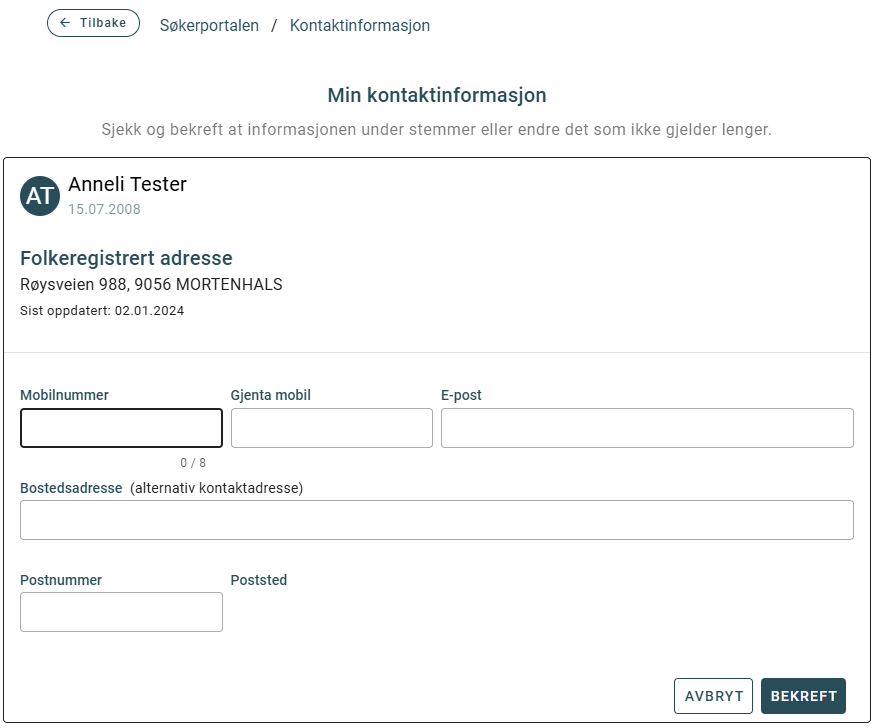 ← Tilbake Søkerportalen / Kontaktinformasjon
Min kontaktinformasjon
Sjekk og bekreft at informasjonen under stemmer eller endre det som ikke gjelder lenger.
AT Anneli Tester
15.07.2008
Folkeregistrert adresse
Røysveien 988, 9056 MORTENHALS
Sist oppdatert: 02.01.2024
Mobilnummer Gjenta mobil E-post
0 / 8
Bostedsadresse (alternativ kontaktadresse)
Postnummer Poststed
AVBRYT BEKREFT